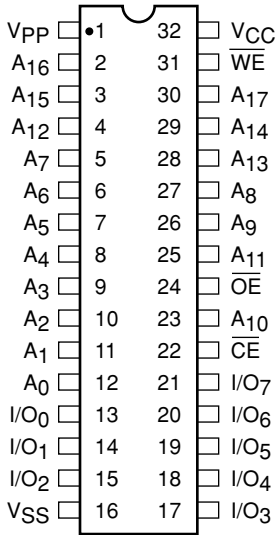 VPP 1 32 VCC
A16 2 31 WE
A15 3 30 A17
A12 4 29 A14
A7 5 28 A13
A6 6 27 A8
A5 7 26 A9
A4 8 25 A11
A3 9 24 OE
A2 10 23 A10
A1 11 22 CE
A0 12 21 I/O7
I/O0 13 20 I/O6
I/O1 14 19 I/O5
I/O2 15 18 I/O4
VSS 16 17 I/O3